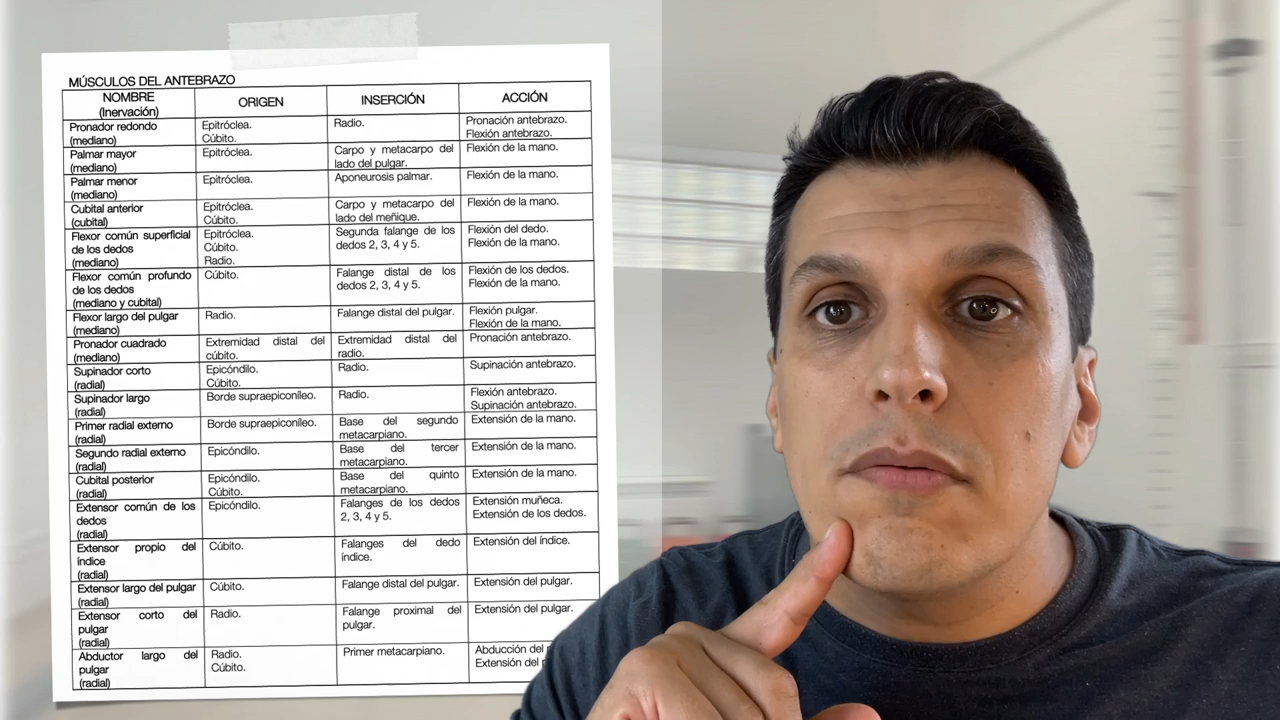 MÚSCULOS DEL ANTEBRAZO
NOMBRE
(Inervación)
ORIGEN
INSERCIÓN
ACCIÓN
Pronador redondo
(mediano)
Epitróclea.
Cúbito.
Radio.
Pronación antebrazo.
Flexión antebrazo.
Palmar mayor
(mediano)
Epitróclea.
Carpo y metacarpo del
lado del pulgar.
Flexión de la mano.
Palmar menor
(mediano)
Epitróclea.
Aponeurosis palmar.
Flexión de la mano.
Cubital anterior
(cubital)
Epitróclea.
Cúbito.
Carpo y metacarpo del
lado del meñique.
Flexión de la mano.
Flexor común superficial
de los dedos
(mediano)
Epitróclea.
Cúbito.
Radio.
Segunda falange de los
dedos 2, 3, 4 y 5.
Flexión del dedo.
Flexión de la mano.
Flexor común profundo
de los dedos
(mediano y cubital)
Cúbito.
Falange distal de los
dedos 2, 3, 4 y 5.
Flexión de los dedos.
Flexión de la mano.
Flexor largo del pulgar
(mediano)
Radio.
Falange distal del pulgar.
Flexión pulgar.
Flexión de la mano.
Pronador cuadrado
(mediano)
Extremidad distal del
cúbito.
Extremidad distal del
radio.
Pronación antebrazo.
Supinador corto
(radial)
Epicóndilo.
Cúbito.
Radio.
Supinación antebrazo.
Supinador largo
(radial)
Borde supraepiconíleo.
Radio.
Flexión antebrazo.
Supinación antebrazo.
Primer radial externo
(radial)
Borde supraepiconíleo.
Base del segundo
metacarpiano.
Extensión de la mano.
Segundo radial externo
(radial)
Epicóndilo.
Base del tercer
metacarpiano.
Extensión de la mano.
Cubital posterior
(radial)
Epicóndilo.
Cúbito.
Base del quinto
metacarpiano.
Extensión de la mano.
Extensor común de los
dedos
(radial)
Epicóndilo.
Falanges de los dedos
2, 3, 4 y 5.
Extensión muñeca.
Extensión de los dedos.
Extensor propio del
índice
(radial)
Cúbito.
Falanges del dedo
índice.
Extensión del índice.
Extensor largo del pulgar
(radial)
Cúbito.
Falange distal del pulgar.
Extensión del pulgar.
Extensor corto del
pulgar
(radial)
Radio.
Falange proximal del
pulgar.
Extensión del pulgar.
Abductor largo del
pulgar
(radial)
Radio.
Cúbito.
Primer metacarpiano.
Abducción del
Extensión del